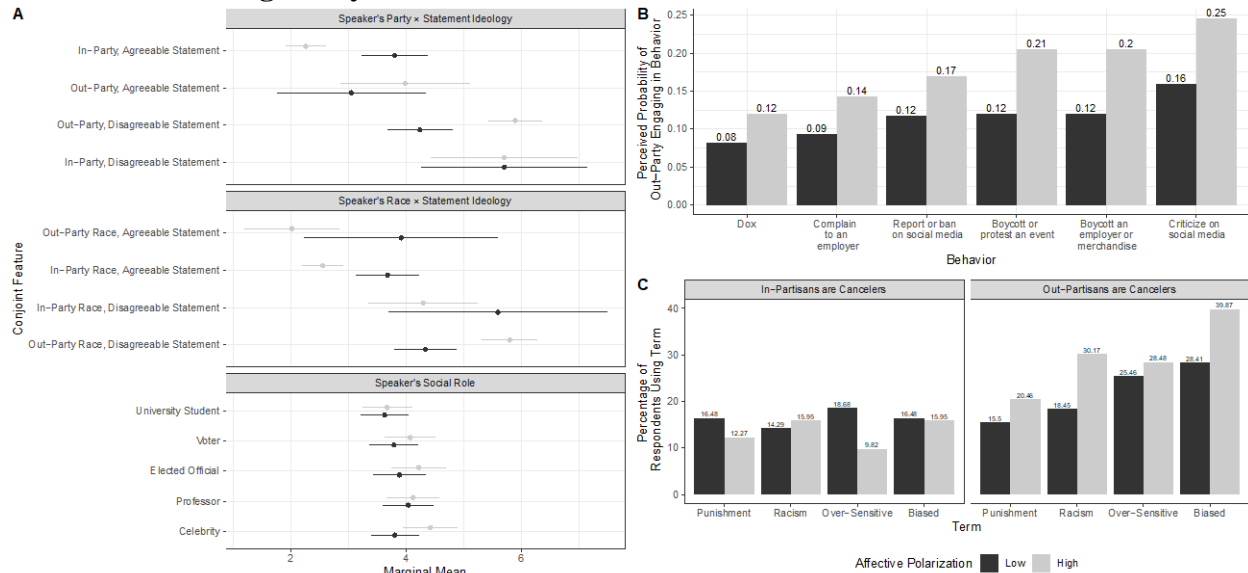 A
Speaker's Party × Statement Ideology
In−Party, Agreeable Statement
Out−Party, Agreeable Statement
Out−Party, Disagreeable Statement
In−Party, Disagreeable Statement
Speaker's Race × Statement Ideology
Out−Party Race, Agreeable Statement
In−Party Race, Agreeable Statement
In−Party Race, Disagreeable Statement
Out−Party Race, Disagreeable Statement
Speaker's Social Role
University Student
Voter
Elected Official
Professor
Celebrity
Conjoint Feature
2 4 6
Marginal Mean
B
Perceived Probability of
Out−Party Engaging in Behavior
0.25
0.20
0.15
0.10
0.05
0.00
0.08 0.12 0.09 0.14 0.12 0.17 0.12 0.21 0.12 0.2 0.16 0.25
Dox
Complain
to an
employer
Report or ban
on social media
Boycott or
protest an event
Boycott an
employer or
merchandise
Criticize on
social media
Behavior
C
In−Partisans are Cancelers
Out−Partisans are Cancelers
Percentage of
Respondents Using Term
40
30
20
10
0
16.48 12.27 14.29 15.95 18.68 9.82 16.48 15.95
15.5 20.46 18.45 30.17 25.46 28.48 28.41 39.87
Punishment Racism Over−Sensitive Biased
Punishment Racism Over−Sensitive Biased
Term
Affective Polarization Low High